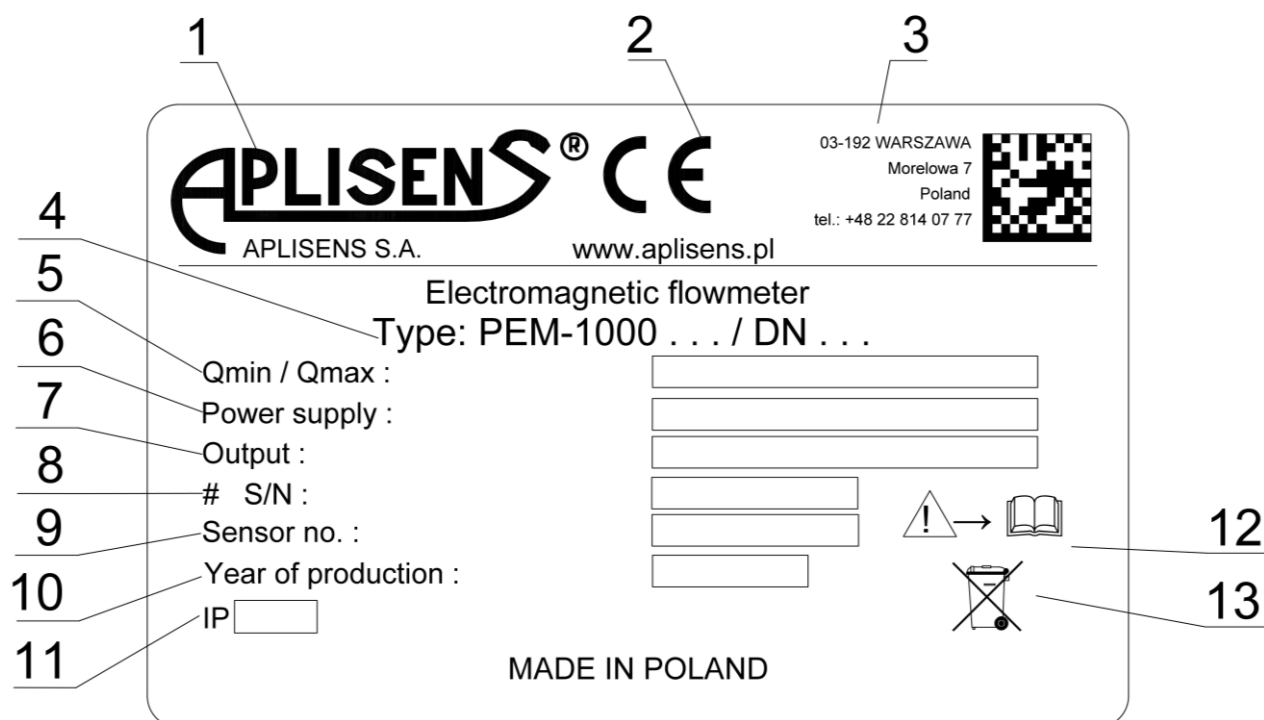 1
2
3
APLISENS® CE
03-192 WARSZAWA
Morelowa 7
Poland
tel.: +48 22 814 07 77
APLISENS S.A.
www.aplisens.pl
4
Electromagnetic flowmeter
Type: PEM-1000 . . . / DN . . .
5
Qmin / Qmax :
6
Power supply :
7
Output :
8
# S/N :
9
Sensor no. :
!
12
10
Year of production :
13
11
IP
MADE IN POLAND